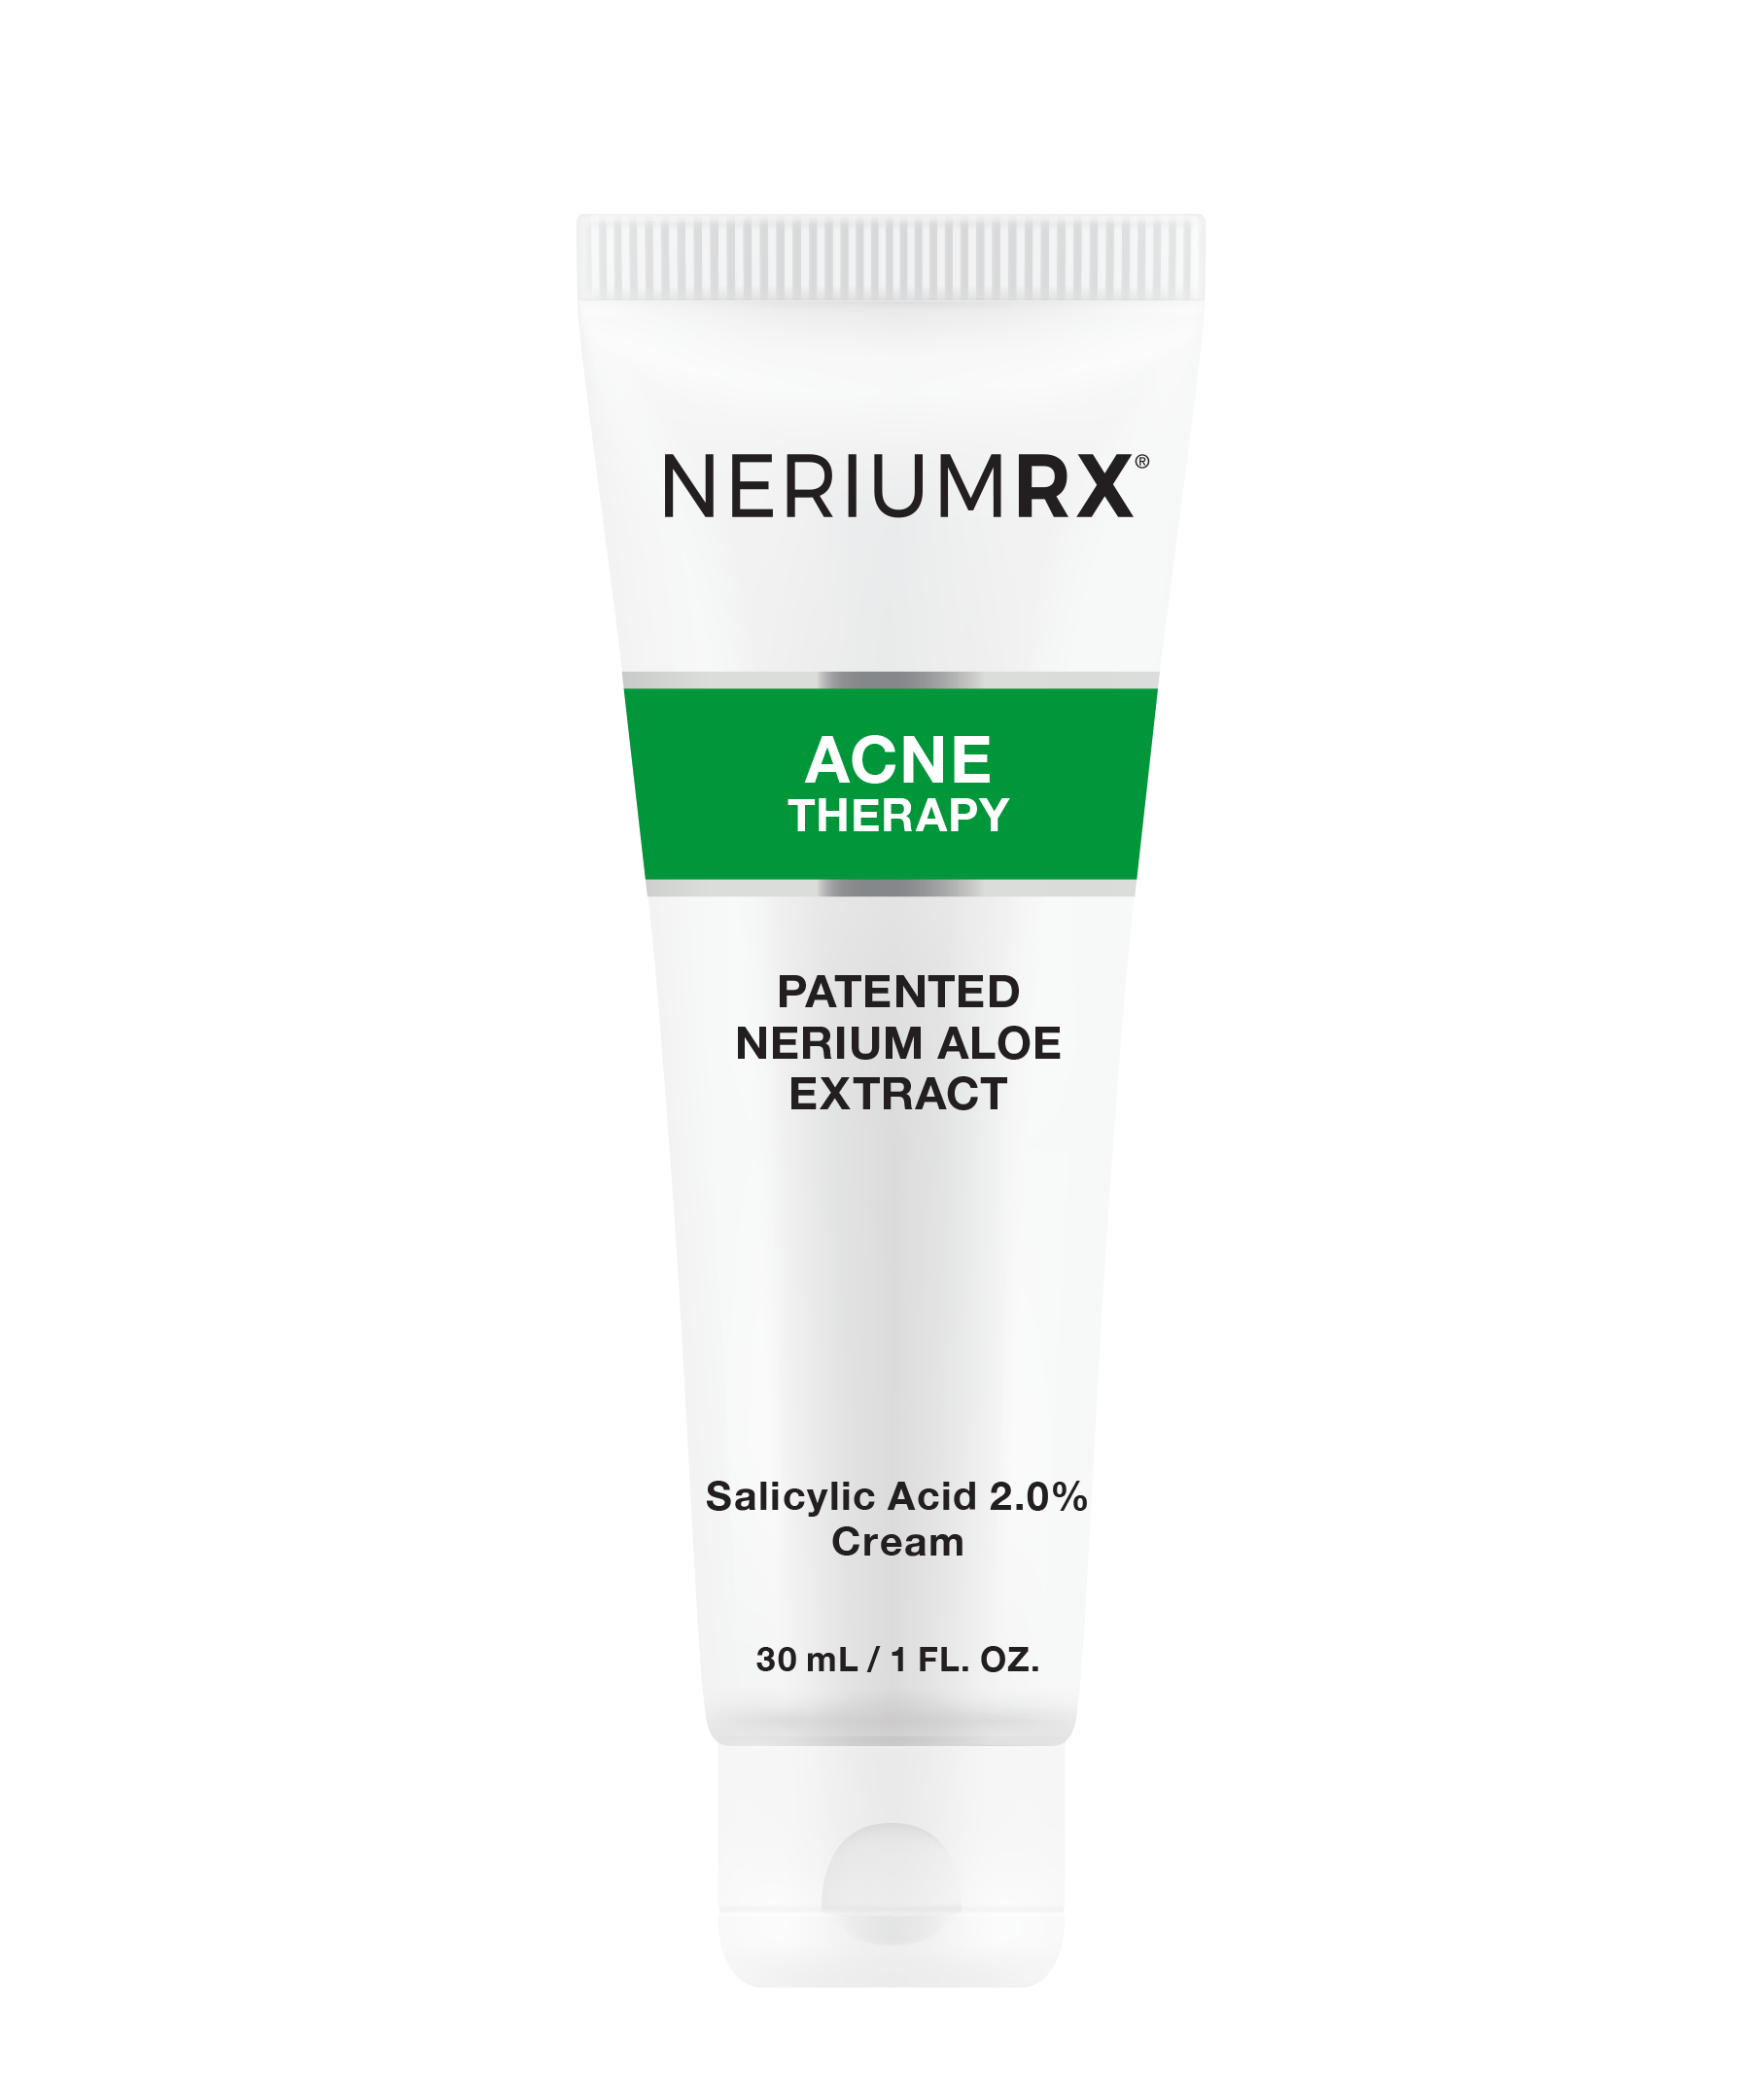 NERIUMRX®
ACNE
THERAPY
PATENTED
NERIUM ALOE
EXTRACT
Salicylic Acid 2.0%
Cream
30 mL / 1 FL. OZ.